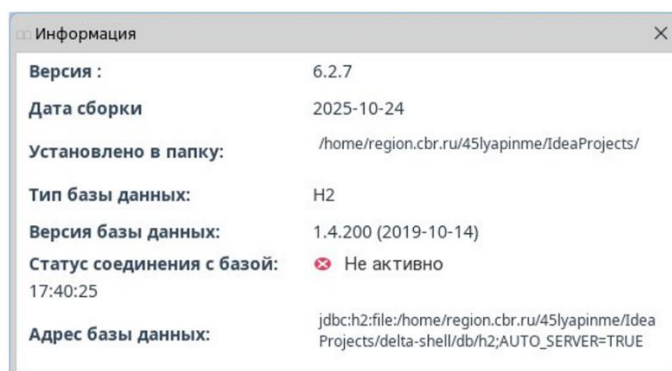 Информация
Версия : 6.2.7
Дата сборки 2025-10-24
Установлено в папку: /home/region.cbr.ru/45lyapinme/IdeaProjects/
Тип базы данных: H2
Версия базы данных: 1.4.200 (2019-10-14)
Статус соединения с базой: Не активно
17:40:25
Адрес базы данных: jdbc:h2:file:/home/region.cbr.ru/45lyapinme/Idea
Projects/delta-shell/db/h2;AUTO_SERVER=TRUE